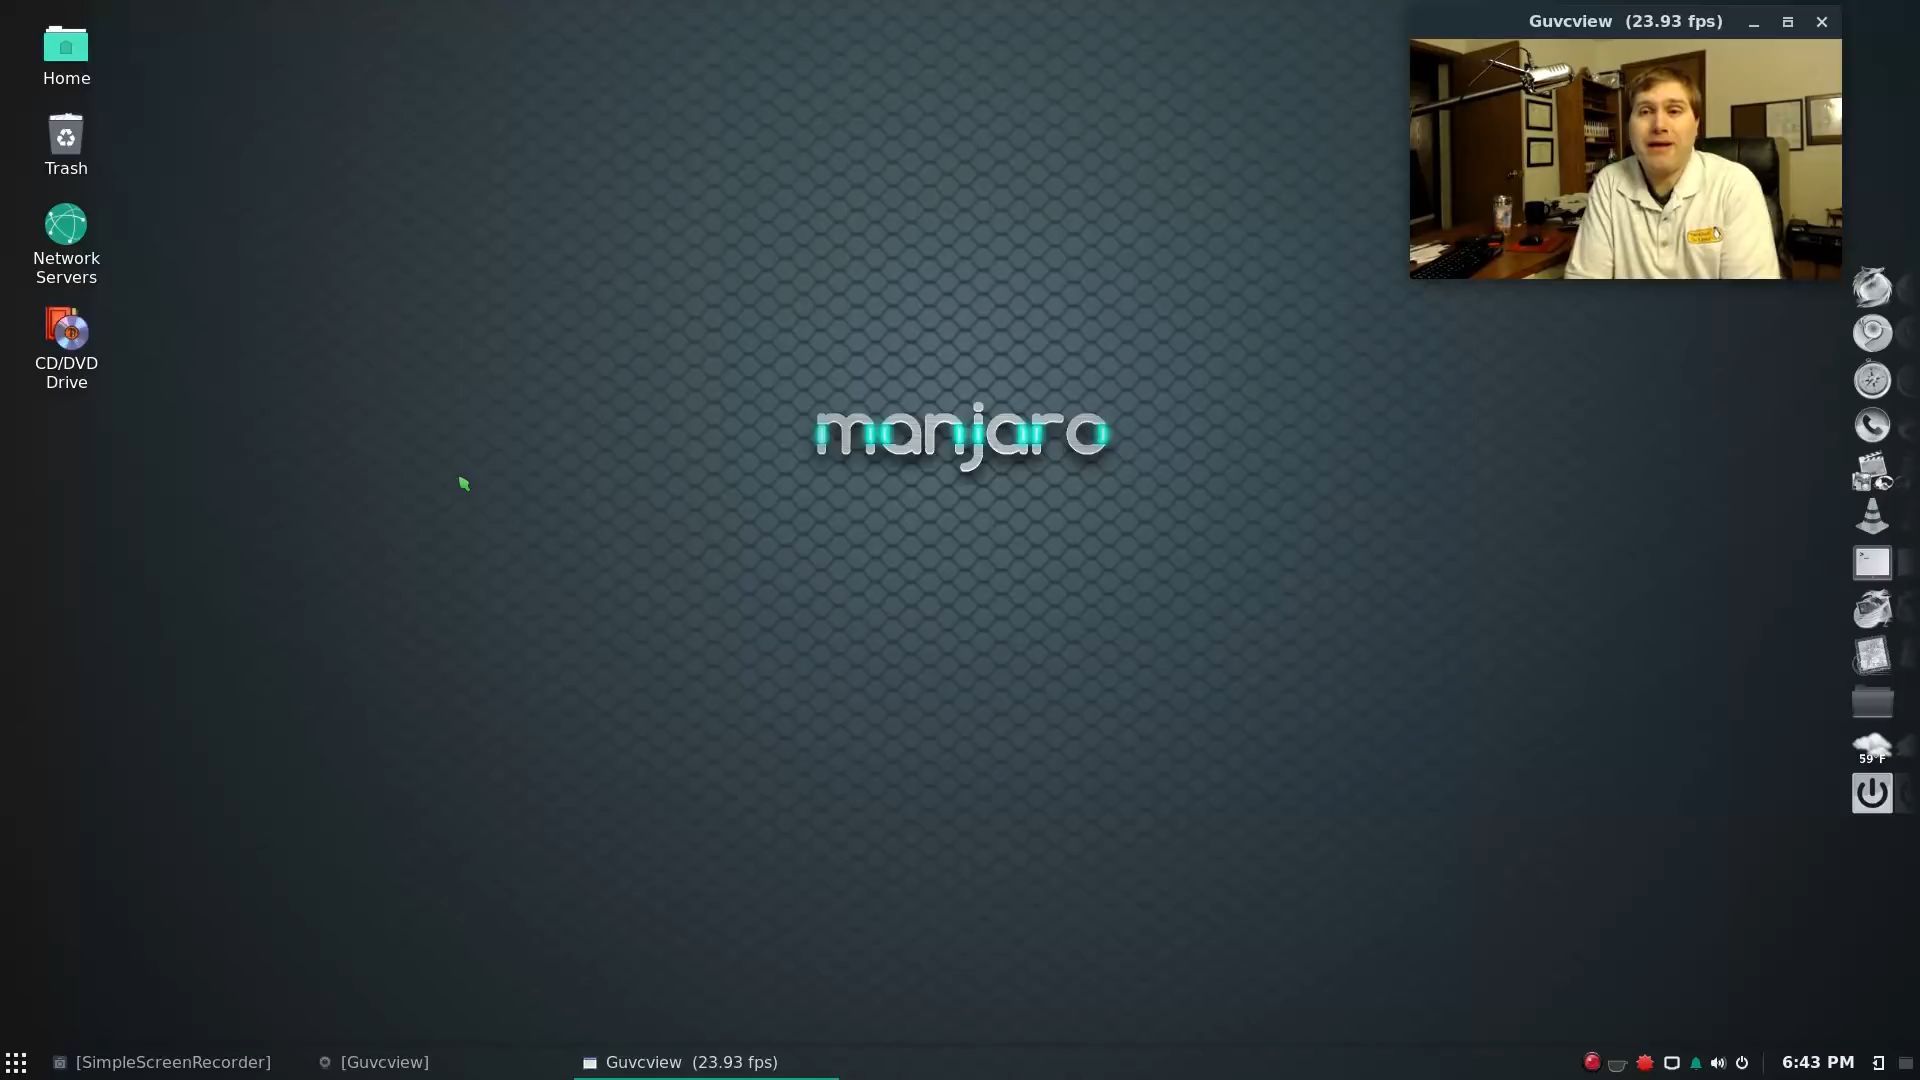 Guvcview (23.93 fps)
Home
Trash
Network
Servers
CD/DVD
Drive
manjaro
>_
59°F
[SimpleScreenRecorder]
[Guvcview]
Guvcview (23.93 fps)
6:43 PM